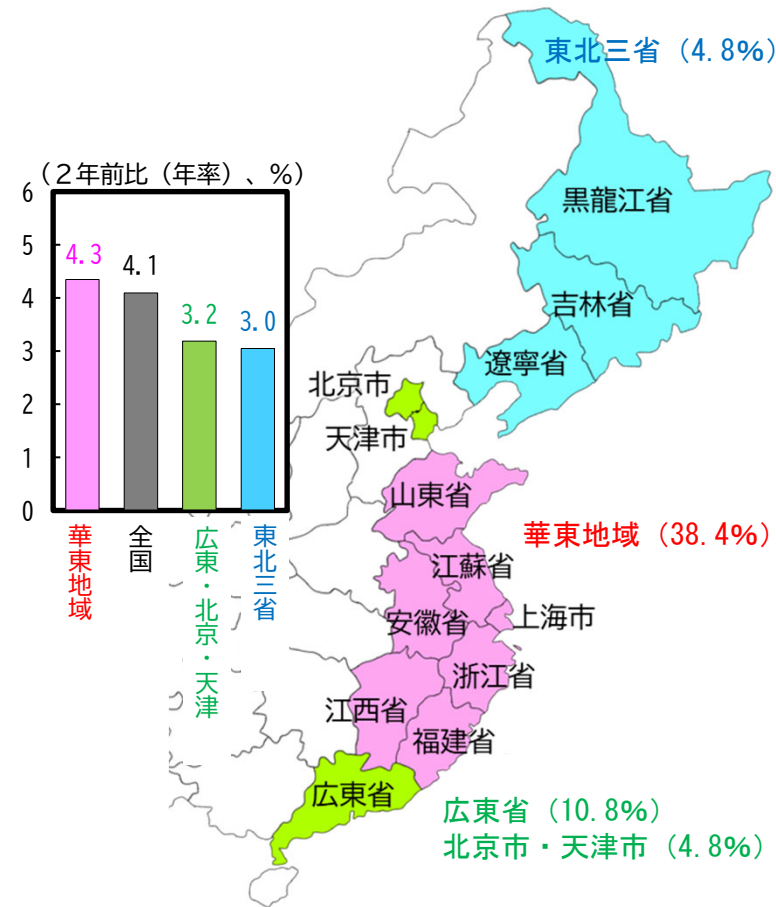 東北三省（4.8%）
（２年前比（年率）、%）
6
5
4
3
2
1
0
4.3
4.1
3.2
3.0
華東地域
全国
広東・北京・天津
東北三省
黒龍江省
吉林省
遼寧省
北京市
天津市
山東省
華東地域（38.4%）
江蘇省
安徽省
上海市
浙江省
江西省
福建省
広東省
広東省（10.8%）
北京市・天津市（4.8%）